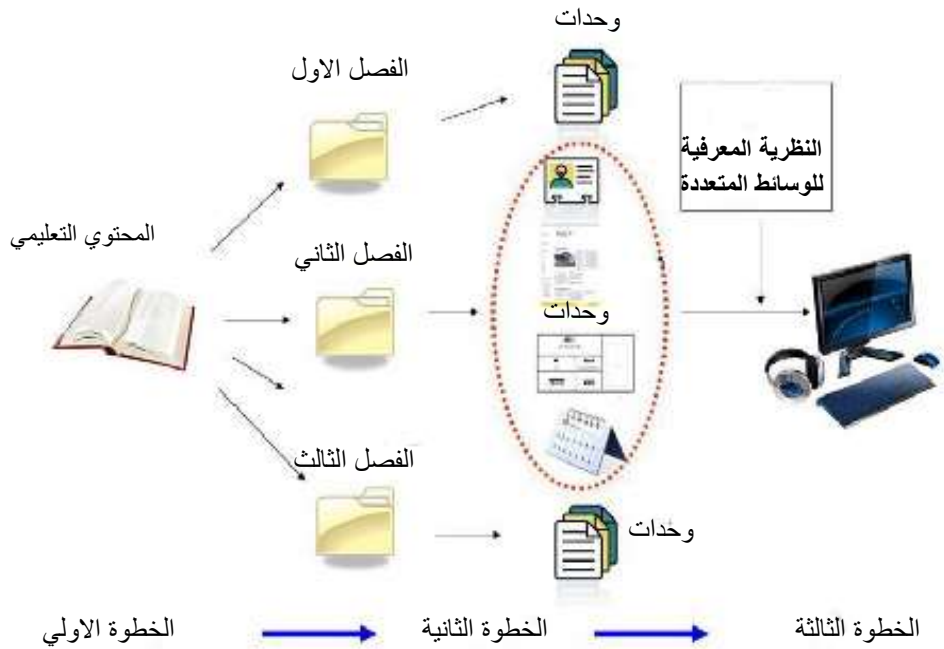 وحدات
الفصل الاول
النظرية المعرفية
للوسائط المتعددة
المحتوي التعليمي
الفصل الثاني
وحدات
الفصل الثالث
وحدات
الخطوة الاولي
الخطوة الثانية
الخطوة الثالثة